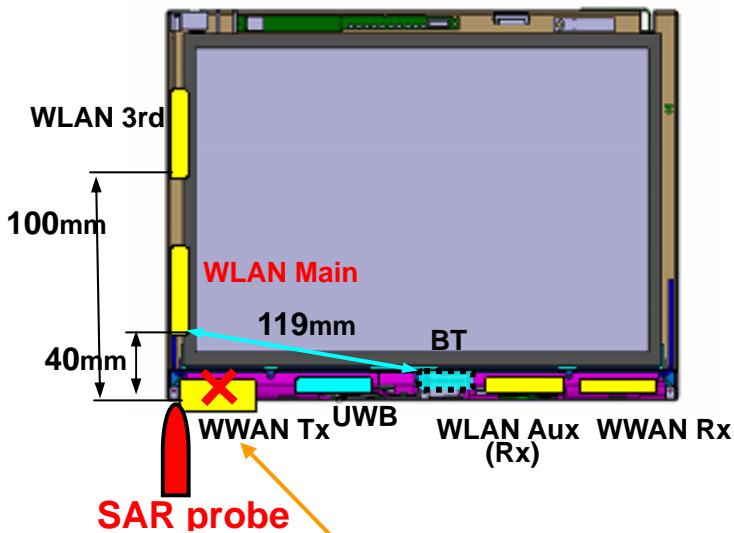 WLAN 3rd
100mm
WLAN Main
119mm
BT
40mm
UWB
WWAN Tx
WLAN Aux
(Rx)
WWAN Rx
SAR probe